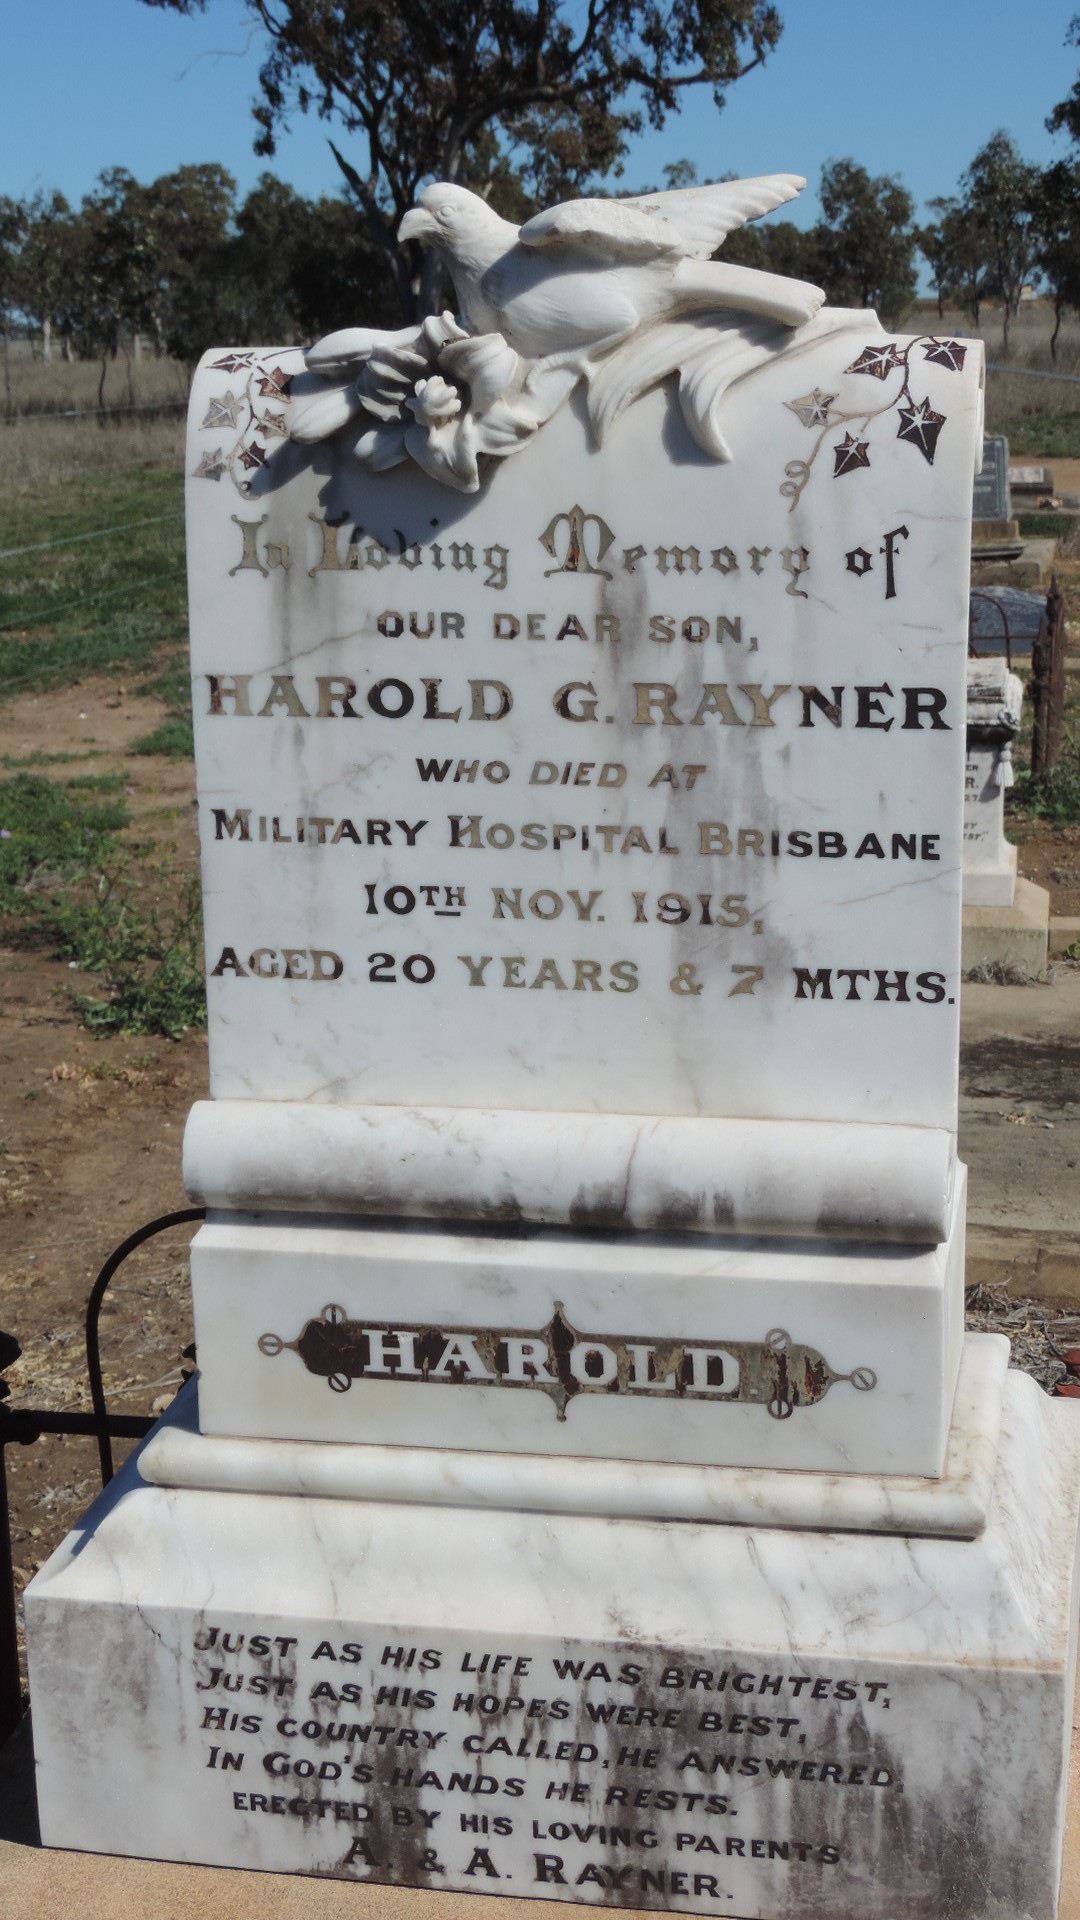 In Loving Memory of
OUR DEAR SON,
HAROLD G. RAYNER
WHO DIED AT
MILITARY HOSPITAL BRISBANE
10TH NOV. 1915,
AGED 20 YEARS & 7 MTHS.
HAROLD.
JUST AS HIS LIFE WAS BRIGHTEST,
JUST AS HIS HOPES WERE BEST,
HIS COUNTRY CALLED, HE ANSWERED,
IN GOD'S HANDS HE RESTS.
ERECTED BY HIS LOVING PARENTS
A. & A. RAYNER.